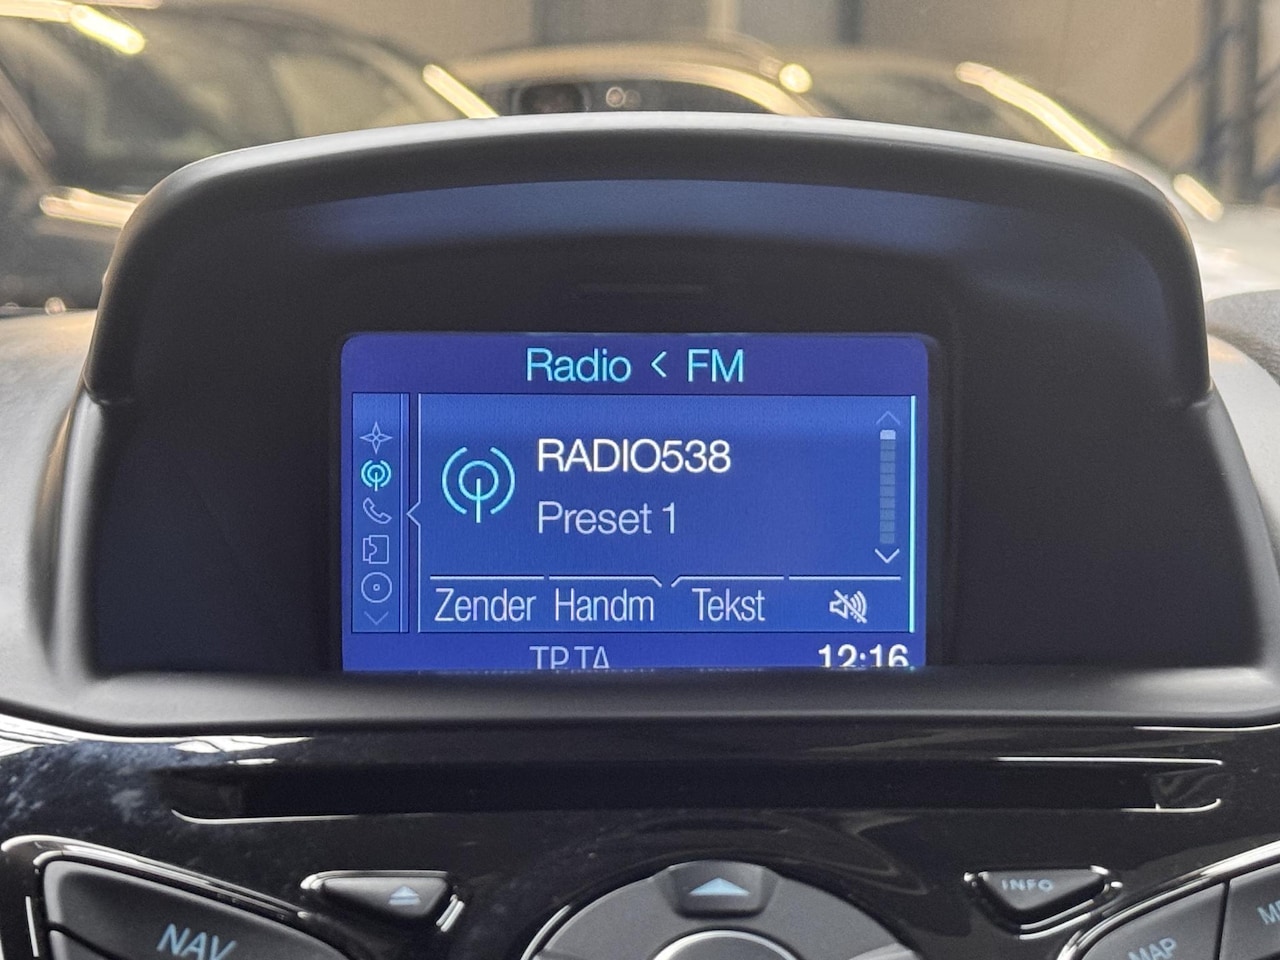 Radio < FM
RADIO538
Preset 1
Zender Handm Tekst
TP TA 12:16
INFO
NAV
MAP